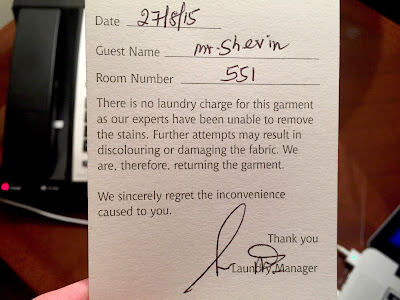 Date 27/8/15
Guest Name mr. Shevin
Room Number 551
There is no laundry charge for this garment
as our experts have been unable to remove
the stains. Further attempts may result in
discolouring or damaging the fabric. We
are, therefore, returning the garment.
We sincerely regret the inconvenience
caused to you.
Thank you
Laundry Manager